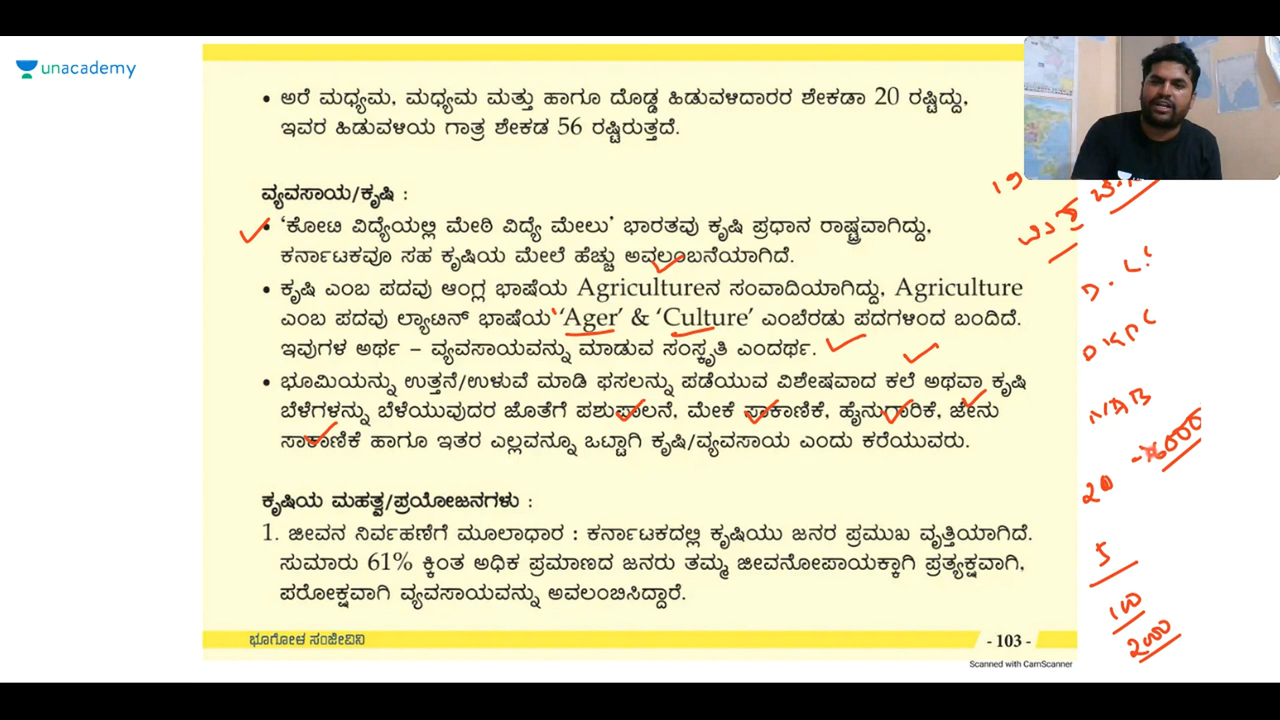 unacademy
• ಅರೆ ಮಧ್ಯಮ, ಮಧ್ಯಮ ಮತ್ತು ಹಾಗೂ ದೊಡ್ಡ ಹಿಡುವಳಿದಾರರ ಶೇಕಡಾ 20 ರಷ್ಟಿದ್ದು,
ಇವರ ಹಿಡುವಳಿಯ ಗಾತ್ರ ಶೇಕಡ 56 ರಷ್ಟಿರುತ್ತದೆ.
ವ್ಯವಸಾಯ/ಕೃಷಿ :
• ‘ಕೋಟಿ ವಿದ್ಯೆಯಲ್ಲಿ ಮೇಟಿ ವಿದ್ಯೆ ಮೇಲು’ ಭಾರತವು ಕೃಷಿ ಪ್ರಧಾನ ರಾಷ್ಟ್ರವಾಗಿದ್ದು,
ಕರ್ನಾಟಕವೂ ಸಹ ಕೃಷಿಯ ಮೇಲೆ ಹೆಚ್ಚು ಅವಲಂಬನೆಯಾಗಿದೆ.
• ಕೃಷಿ ಎಂಬ ಪದವು ಆಂಗ್ಲ ಭಾಷೆಯ Agricultureನ ಸಂವಾದಿಯಾಗಿದ್ದು, Agriculture
ಎಂಬ ಪದವು ಲ್ಯಾಟಿನ್ ಭಾಷೆಯ ‘Ager’ & ‘Culture’ ಎಂಬೆರಡು ಪದಗಳಿಂದ ಬಂದಿದೆ.
ಇವುಗಳ ಅರ್ಥ – ವ್ಯವಸಾಯವನ್ನು ಮಾಡುವ ಸಂಸ್ಕೃತಿ ಎಂದರ್ಥ.
• ಭೂಮಿಯನ್ನು ಉತ್ತನೆ/ಉಳುವೆ ಮಾಡಿ ಫಸಲನ್ನು ಪಡೆಯುವ ವಿಶೇಷವಾದ ಕಲೆ ಅಥವಾ ಕೃಷಿ
ಬೆಳೆಗಳನ್ನು ಬೆಳೆಯುವುದರ ಜೊತೆಗೆ ಪಶುಪಾಲನೆ, ಮೇಕೆ ಸಾಕಾಣಿಕೆ, ಹೈನುಗಾರಿಕೆ, ಜೇನು
ಸಾಕಾಣಿಕೆ ಹಾಗೂ ಇತರ ಎಲ್ಲವನ್ನೂ ಒಟ್ಟಾಗಿ ಕೃಷಿ/ವ್ಯವಸಾಯ ಎಂದು ಕರೆಯುವರು.
ಕೃಷಿಯ ಮಹತ್ವ/ಪ್ರಯೋಜನಗಳು :
1. ಜೀವನ ನಿರ್ವಹಣೆಗೆ ಮೂಲಾಧಾರ : ಕರ್ನಾಟಕದಲ್ಲಿ ಕೃಷಿಯು ಜನರ ಪ್ರಮುಖ ವೃತ್ತಿಯಾಗಿದೆ.
ಸುಮಾರು 61% ಕ್ಕಿಂತ ಅಧಿಕ ಪ್ರಮಾಣದ ಜನರು ತಮ್ಮ ಜೀವನೋಪಾಯಕ್ಕಾಗಿ ಪ್ರತ್ಯಕ್ಷವಾಗಿ,
ಪರೋಕ್ಷವಾಗಿ ವ್ಯವಸಾಯವನ್ನು ಅವಲಂಬಿಸಿದ್ದಾರೆ.
ಭೂಗೋಳ ಸಂಜೀವಿನಿ
- 103 -
Scanned with CamScanner
19
NAB
5
100
2000